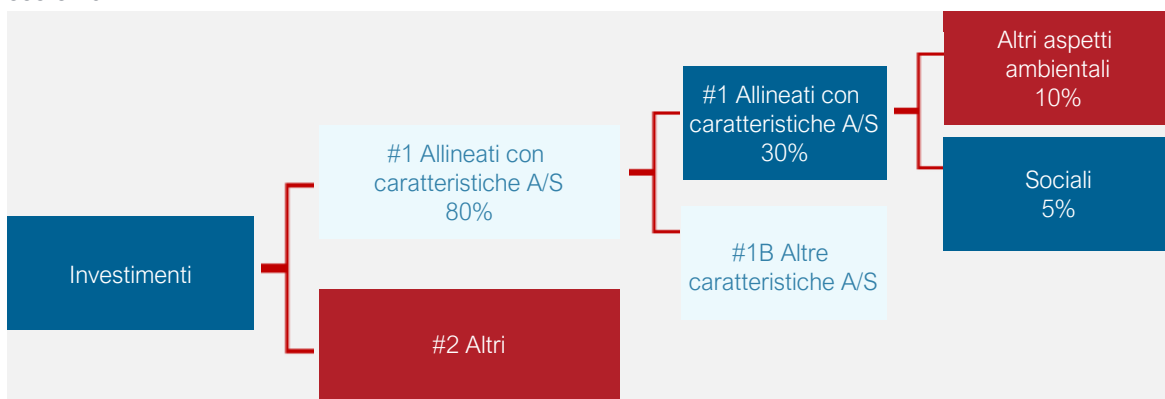 Investimenti
#1 Allineati con
caratteristiche A/S
80%
#2 Altri
#1 Allineati con
caratteristiche A/S
30%
#1B Altre
caratteristiche A/S
Altri aspetti
ambientali
10%
Sociali
5%